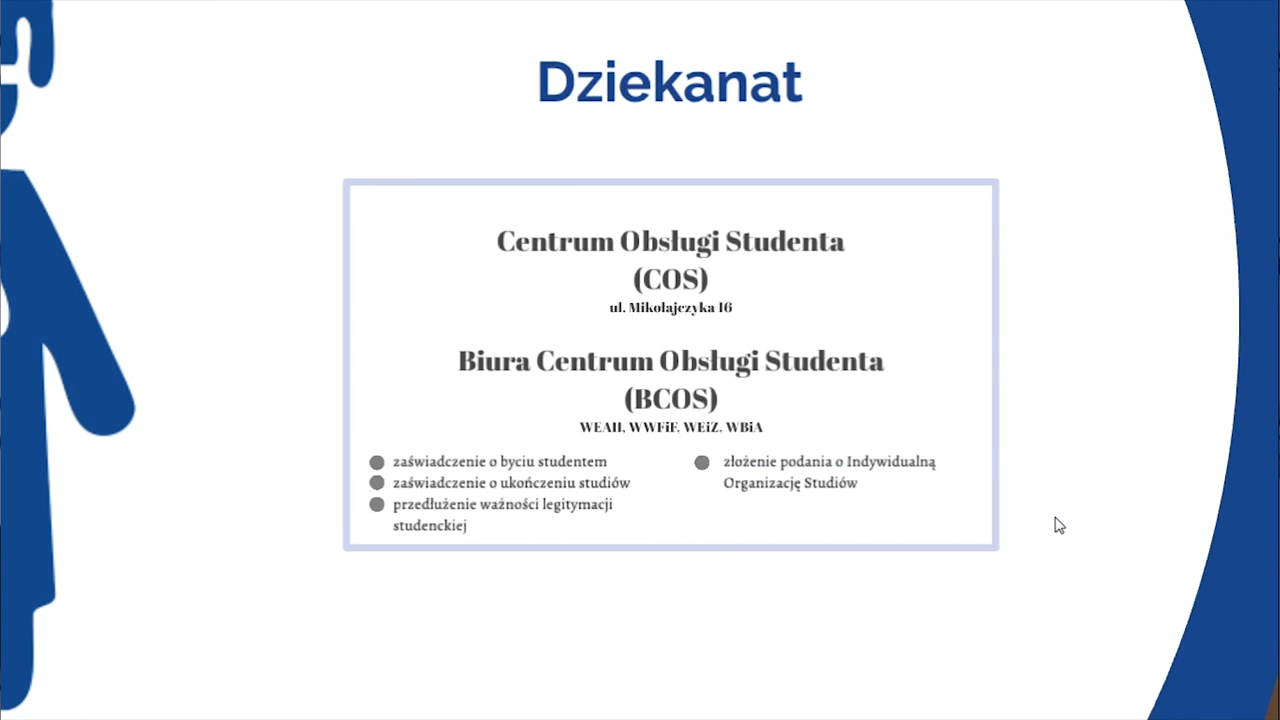 Dziekanat
Centrum Obsługi Studenta
(COS)
ul. Mikołajczyka 16
Biura Centrum Obsługi Studenta
(BCOS)
WEAII, WWFiF, WEiZ, WBiA
zaświadczenie o byciu studentem
zaświadczenie o ukończeniu studiów
przedłużenie ważności legitymacji
studenckiej
złożenie podania o Indywidualną
Organizację Studiów